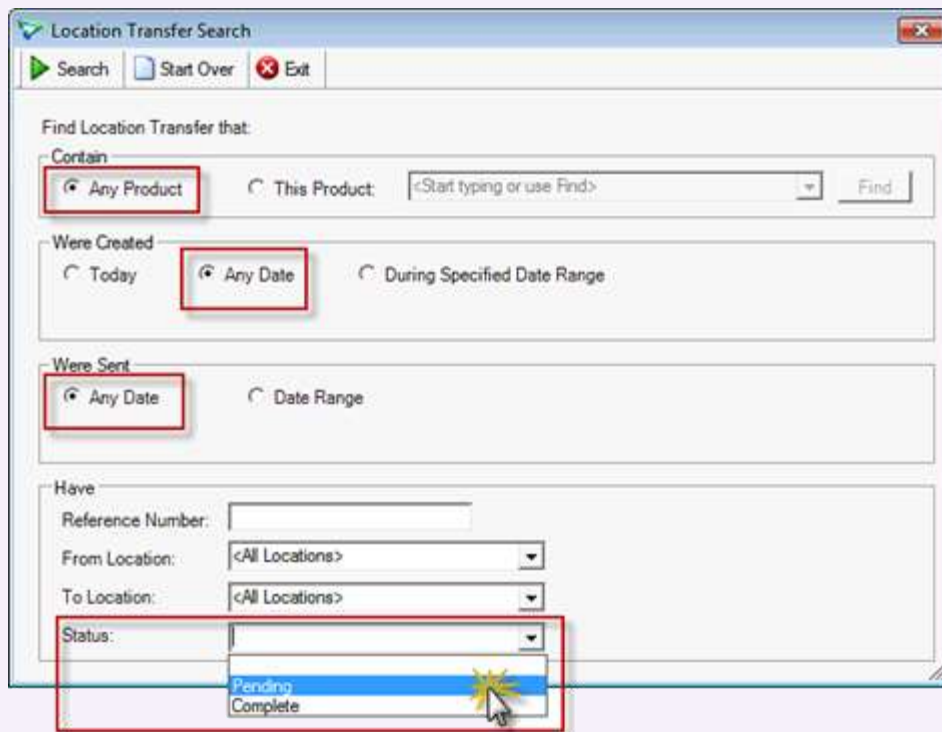 Location Transfer Search
Search Start Over Exit
Find Location Transfer that:
Contain
Any Product This Product: <Start typing or use Find> Find
Were Created
Today Any Date During Specified Date Range
Were Sent
Any Date Date Range
Have
Reference Number:
From Location: <All Locations>
To Location: <All Locations>
Status:
Pending
Complete